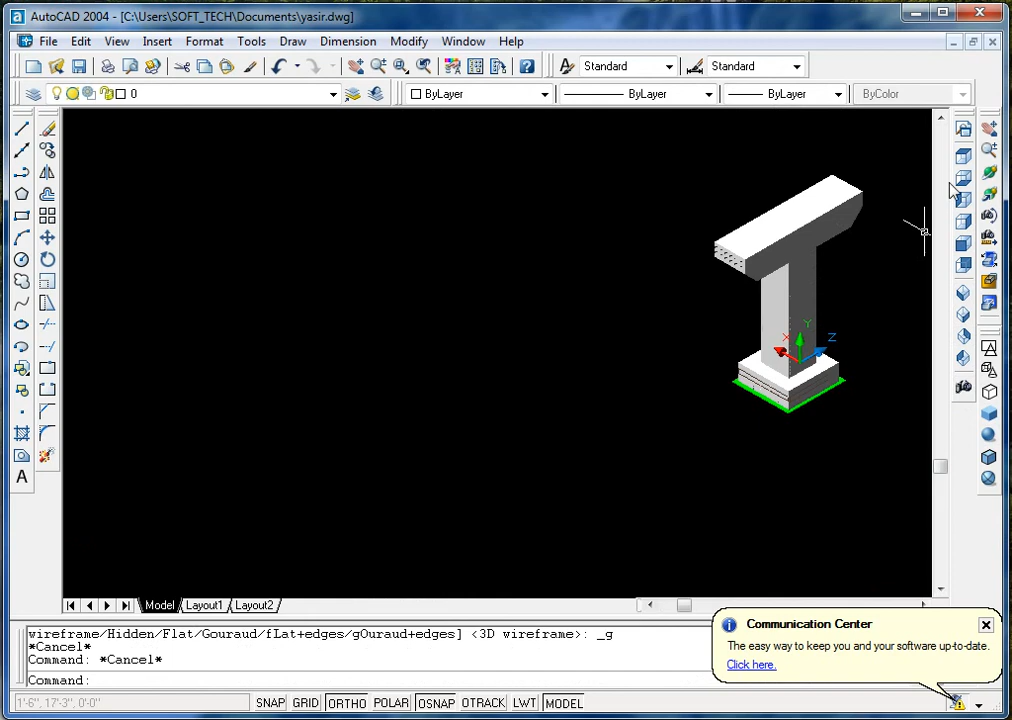 AutoCAD 2004 - [C:\Users\SOFT_TECH\Documents\yasir.dwg]
File Edit View Insert Format Tools Draw Dimension Modify Window Help
Standard Standard
0 ByLayer ByLayer ByLayer ByColor
A
X Y Z
Model Layout1 Layout2
wireframe/Hidden/Flat/Gouraud/fLat+edges/gOuraud+edges] <3D wireframe>: _g
*Cancel*
Command: *Cancel*
Command:
Communication Center
The easy way to keep you and your software up-to-date.
Click here.
1'-6", 17'-3", 0'-0" SNAP GRID ORTHO POLAR OSNAP OTRACK LWT MODEL